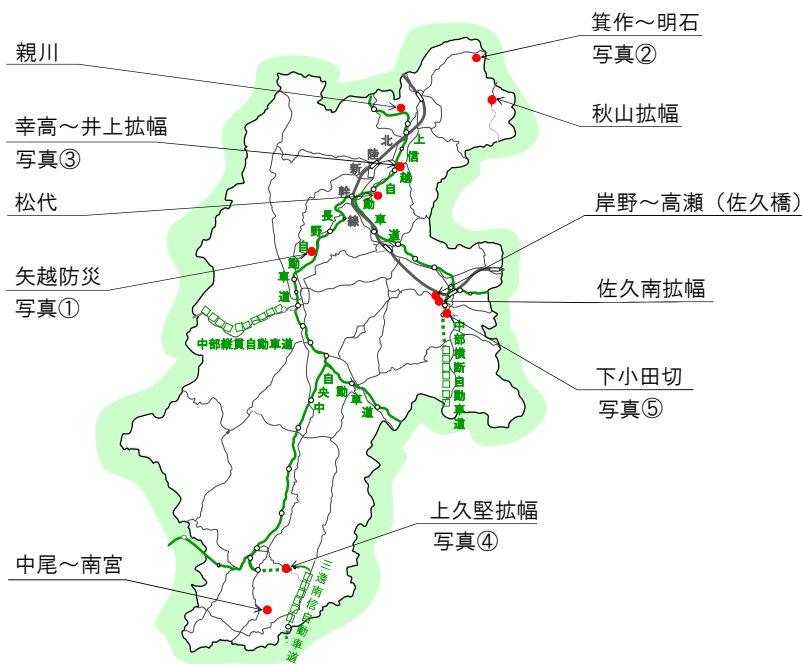 箕作～明石
写真②
親川
秋山拡幅
幸高～井上拡幅
写真③
松代
岸野～高瀬（佐久橋）
矢越防災
写真①
佐久南拡幅
下小田切
写真⑤
上久堅拡幅
写真④
中尾～南宮
北陸新幹線
上信越自動車道
長野自動車道
中部縦貫自動車道
中部横断自動車道
中央自動車道
三遠南信自動車道